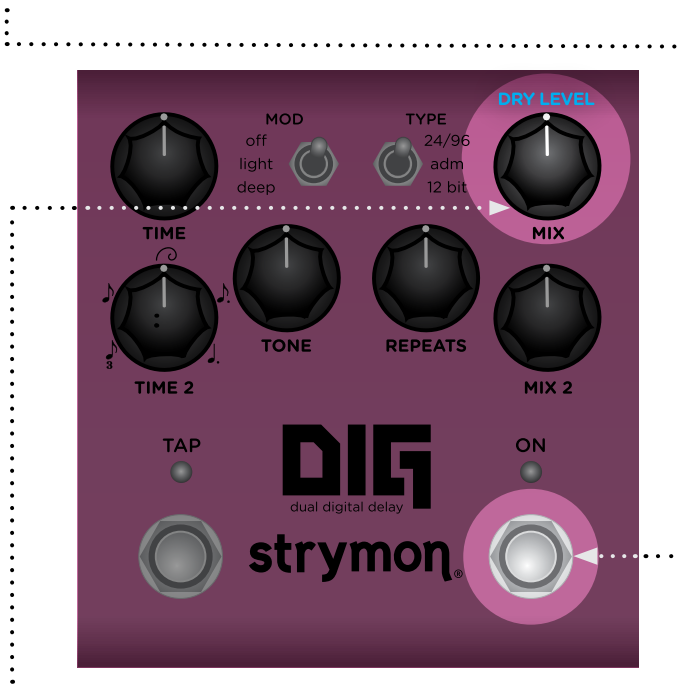 DRY LEVEL
MOD
TYPE
off
24/96
light
adm
deep
12 bit
TIME
MIX
TONE
REPEATS
3
TIME 2
MIX 2
TAP
ON
DIG
dual digital delay
strymon®